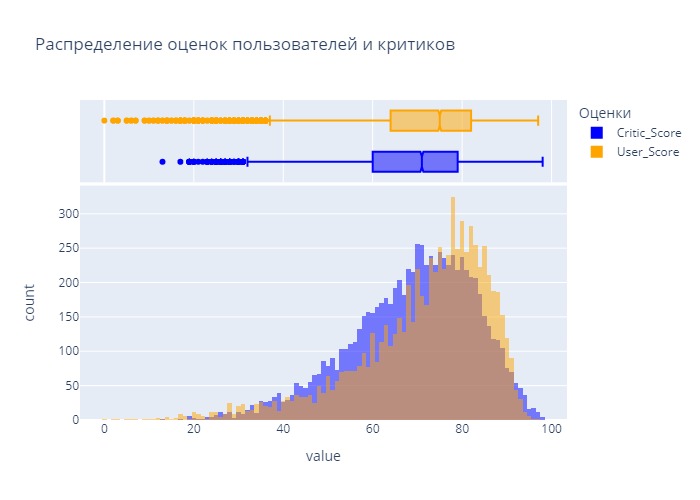 Распределение оценок пользователей и критиков
Оценки
Critic_Score
User_Score
300
250
200
150
100
50
0
count
0 20 40 60 80 100
value